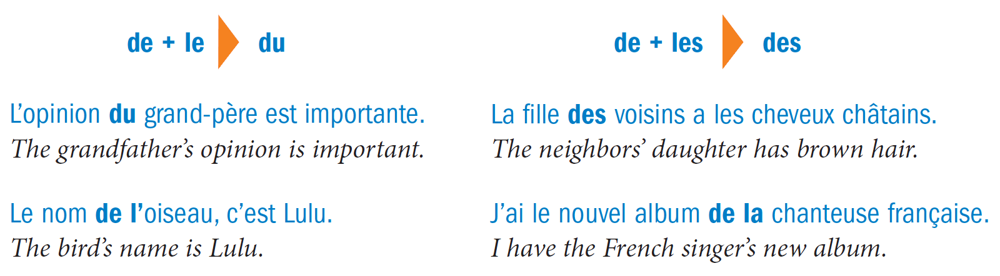 de + le du
L'opinion du grand-père est importante.
The grandfather's opinion is important.
Le nom de l'oiseau, c'est Lulu.
The bird's name is Lulu.
de + les des
La fille des voisins a les cheveux châtains.
The neighbors' daughter has brown hair.
J'ai le nouvel album de la chanteuse française.
I have the French singer's new album.